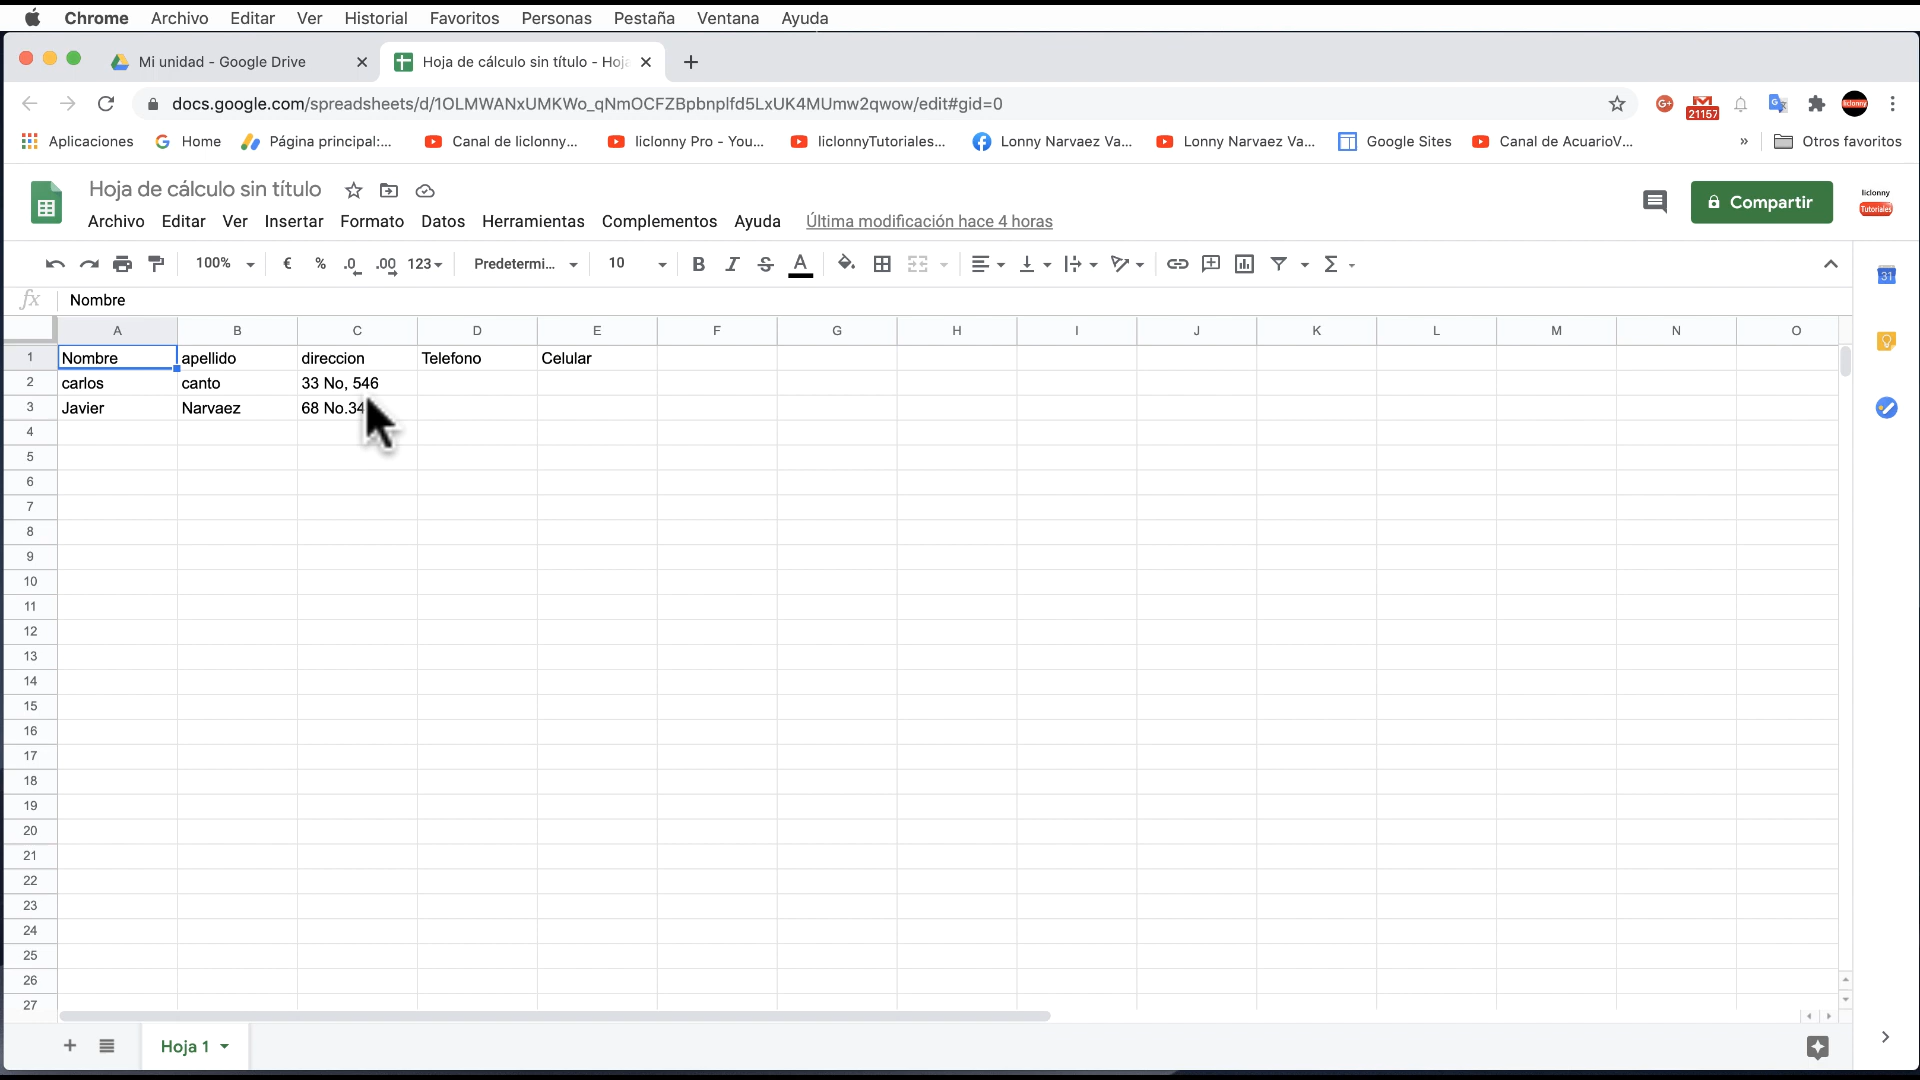 Chrome Archivo Editar Ver Historial Favoritos Personas Pestaña Ventana Ayuda
Mi unidad - Google Drive
Hoja de cálculo sin título - Hoja
docs.google.com/spreadsheets/d/1OLMWANxUMKWo_qNmOCFZBpbnplfd5LxUK4MUmw2qwow/edit#gid=0
G+ 21157 liclonny
Aplicaciones Home Página principal:... Canal de liclonny... liclonny Pro - You... liclonnyTutoriales... Lonny Narvaez Va... Lonny Narvaez Va... Google Sites Canal de AcuarioV... » Otros favoritos
Hoja de cálculo sin título
Archivo Editar Ver Insertar Formato Datos Herramientas Complementos Ayuda Última modificación hace 4 horas
Compartir
liclonny
Tutoriales
100% € % .0 .00 123 Predetermi... 10 B I S A Σ
31
fx Nombre
A B C D E F G H I J K L M N O
1 Nombre apellido direccion Telefono Celular
2 carlos canto 33 No, 546
3 Javier Narvaez 68 No.34
4
5
6
7
8
9
10
11
12
13
14
15
16
17
18
19
20
21
22
23
24
25
26
27
+ Hoja 1